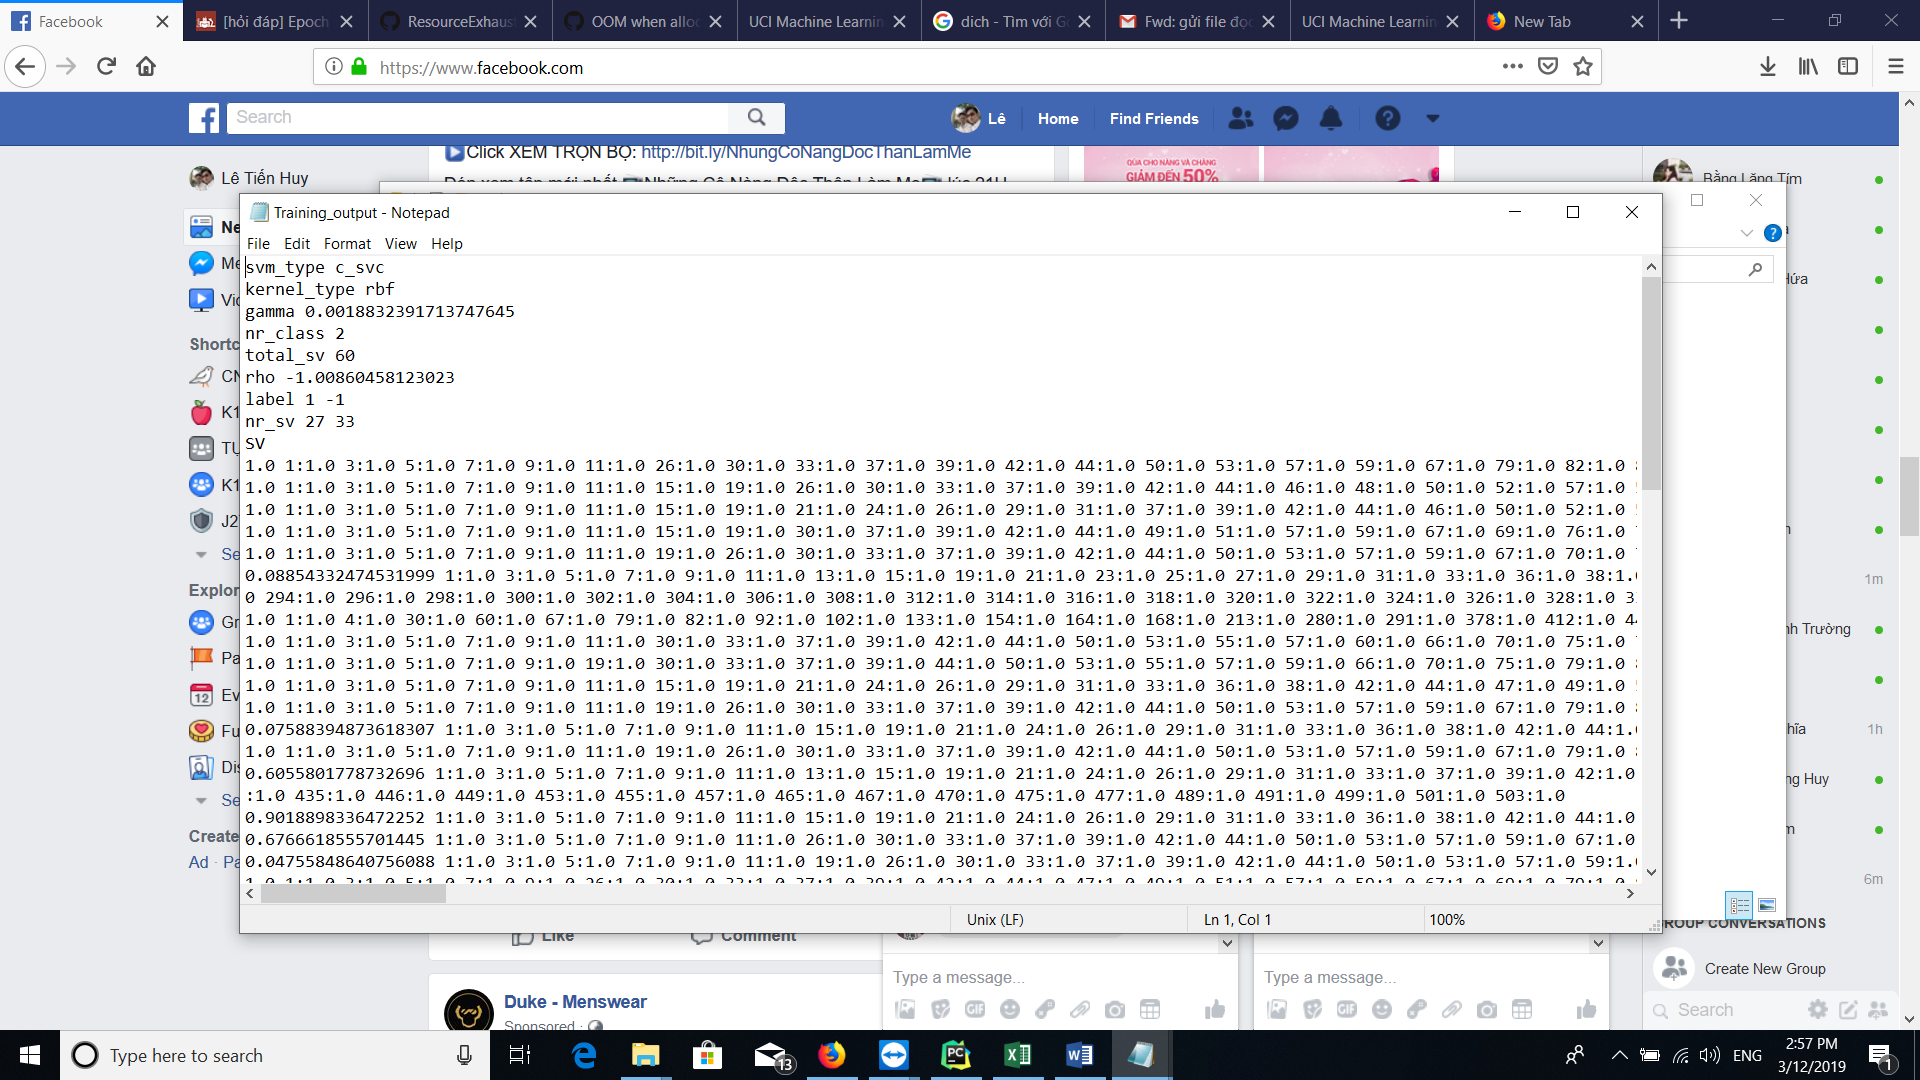 Facebook
[hỏi đáp] Epoch
ResourceExhaus
OOM when alloc
UCI Machine Learnin
dich - Tìm với G
Fwd: gửi file đọc
UCI Machine Learnin
New Tab
https://www.facebook.com
Search
Lê
Home
Find Friends
Click XEM TRỌN BỘ: http://bit.ly/NhungCoNangDocThanLamMe
QUÀ CHO NÀNG VÀ CHÀNG
GIẢM ĐẾN 50%
Lê Tiến Huy
Bằng Lăng Tím
Training_output - Notepad
File Edit Format View Help
svm_type c_svc
kernel_type rbf
gamma 0.0018832391713747645
nr_class 2
total_sv 60
rho -1.00860458123023
label 1 -1
nr_sv 27 33
SV
1.0 1:1.0 3:1.0 5:1.0 7:1.0 9:1.0 11:1.0 26:1.0 30:1.0 33:1.0 37:1.0 39:1.0 42:1.0 44:1.0 50:1.0 53:1.0 57:1.0 59:1.0 67:1.0 79:1.0 82:1.0
1.0 1:1.0 3:1.0 5:1.0 7:1.0 9:1.0 11:1.0 15:1.0 19:1.0 26:1.0 30:1.0 33:1.0 37:1.0 39:1.0 42:1.0 44:1.0 46:1.0 48:1.0 50:1.0 52:1.0 57:1.0
1.0 1:1.0 3:1.0 5:1.0 7:1.0 9:1.0 11:1.0 15:1.0 19:1.0 21:1.0 24:1.0 26:1.0 29:1.0 31:1.0 37:1.0 39:1.0 42:1.0 44:1.0 46:1.0 50:1.0 52:1.0
1.0 1:1.0 3:1.0 5:1.0 7:1.0 9:1.0 11:1.0 15:1.0 19:1.0 30:1.0 37:1.0 39:1.0 42:1.0 44:1.0 49:1.0 51:1.0 57:1.0 59:1.0 67:1.0 69:1.0 76:1.0
1.0 1:1.0 3:1.0 5:1.0 7:1.0 9:1.0 11:1.0 19:1.0 26:1.0 30:1.0 33:1.0 37:1.0 39:1.0 42:1.0 44:1.0 50:1.0 53:1.0 57:1.0 59:1.0 67:1.0 70:1.0
0.08854332474531999 1:1.0 3:1.0 5:1.0 7:1.0 9:1.0 11:1.0 13:1.0 15:1.0 19:1.0 21:1.0 23:1.0 25:1.0 27:1.0 29:1.0 31:1.0 33:1.0 36:1.0 38:1.0
0 294:1.0 296:1.0 298:1.0 300:1.0 302:1.0 304:1.0 306:1.0 308:1.0 312:1.0 314:1.0 316:1.0 318:1.0 320:1.0 322:1.0 324:1.0 326:1.0 328:1.0
1.0 1:1.0 4:1.0 30:1.0 60:1.0 67:1.0 79:1.0 82:1.0 92:1.0 102:1.0 133:1.0 154:1.0 164:1.0 168:1.0 213:1.0 280:1.0 291:1.0 378:1.0 412:1.0
1.0 1:1.0 3:1.0 5:1.0 7:1.0 9:1.0 11:1.0 30:1.0 33:1.0 37:1.0 39:1.0 42:1.0 44:1.0 50:1.0 53:1.0 55:1.0 57:1.0 60:1.0 66:1.0 70:1.0 75:1.0
1.0 1:1.0 3:1.0 5:1.0 7:1.0 9:1.0 19:1.0 30:1.0 33:1.0 37:1.0 39:1.0 44:1.0 50:1.0 53:1.0 55:1.0 57:1.0 59:1.0 66:1.0 70:1.0 75:1.0 79:1.0
1.0 1:1.0 3:1.0 5:1.0 7:1.0 9:1.0 11:1.0 15:1.0 19:1.0 21:1.0 24:1.0 26:1.0 29:1.0 31:1.0 33:1.0 36:1.0 38:1.0 42:1.0 44:1.0 47:1.0 49:1.0
1.0 1:1.0 3:1.0 5:1.0 7:1.0 9:1.0 11:1.0 19:1.0 26:1.0 30:1.0 33:1.0 37:1.0 39:1.0 42:1.0 44:1.0 50:1.0 53:1.0 57:1.0 59:1.0 67:1.0 79:1.0
0.07588394873618307 1:1.0 3:1.0 5:1.0 7:1.0 9:1.0 11:1.0 15:1.0 19:1.0 21:1.0 24:1.0 26:1.0 29:1.0 31:1.0 33:1.0 36:1.0 38:1.0 42:1.0 44:1.0
1.0 1:1.0 3:1.0 5:1.0 7:1.0 9:1.0 11:1.0 19:1.0 26:1.0 30:1.0 33:1.0 37:1.0 39:1.0 42:1.0 44:1.0 50:1.0 53:1.0 57:1.0 59:1.0 67:1.0 79:1.0
0.6055801778732696 1:1.0 3:1.0 5:1.0 7:1.0 9:1.0 11:1.0 13:1.0 15:1.0 19:1.0 21:1.0 24:1.0 26:1.0 29:1.0 31:1.0 33:1.0 37:1.0 39:1.0 42:1.0
:1.0 435:1.0 446:1.0 449:1.0 453:1.0 455:1.0 457:1.0 465:1.0 467:1.0 470:1.0 475:1.0 477:1.0 489:1.0 491:1.0 499:1.0 501:1.0 503:1.0
0.9018898336472252 1:1.0 3:1.0 5:1.0 7:1.0 9:1.0 11:1.0 15:1.0 19:1.0 21:1.0 24:1.0 26:1.0 29:1.0 31:1.0 33:1.0 36:1.0 38:1.0 42:1.0 44:1.0
0.6766618555701445 1:1.0 3:1.0 5:1.0 7:1.0 9:1.0 11:1.0 26:1.0 30:1.0 33:1.0 37:1.0 39:1.0 42:1.0 44:1.0 50:1.0 53:1.0 57:1.0 59:1.0 67:1.0
0.04755848640756088 1:1.0 3:1.0 5:1.0 7:1.0 9:1.0 11:1.0 19:1.0 26:1.0 30:1.0 33:1.0 37:1.0 39:1.0 42:1.0 44:1.0 50:1.0 53:1.0 57:1.0 59:1.0
Unix (LF)
Ln 1, Col 1
100%
Ne
Me
Vi
Shortc
CN
K1
TỤ
K1
J2
Se
Explor
Gr
Pa
Ev
Fu
Dis
Se
Create
Ad · Pa
Hứa
1m
nh Trường
hĩa
1h
ng Huy
6m
Like
Comment
GROUP CONVERSATIONS
Create New Group
Search
Type a message...
Type a message...
GIF
GIF
Duke - Menswear
Sponsored ·
Type here to search
13
ENG
2:57 PM
3/12/2019
1